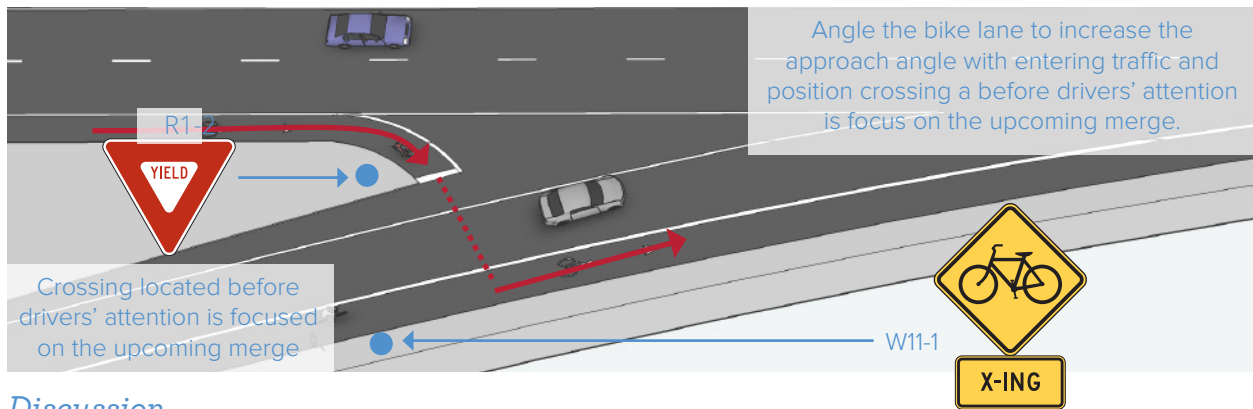 Angle the bike lane to increase the
approach angle with entering traffic and
position crossing a before drivers’ attention
is focus on the upcoming merge.
R1-2
YIELD
Crossing located before
drivers’ attention is focused
on the upcoming merge
W11-1
X-ING
Discussion